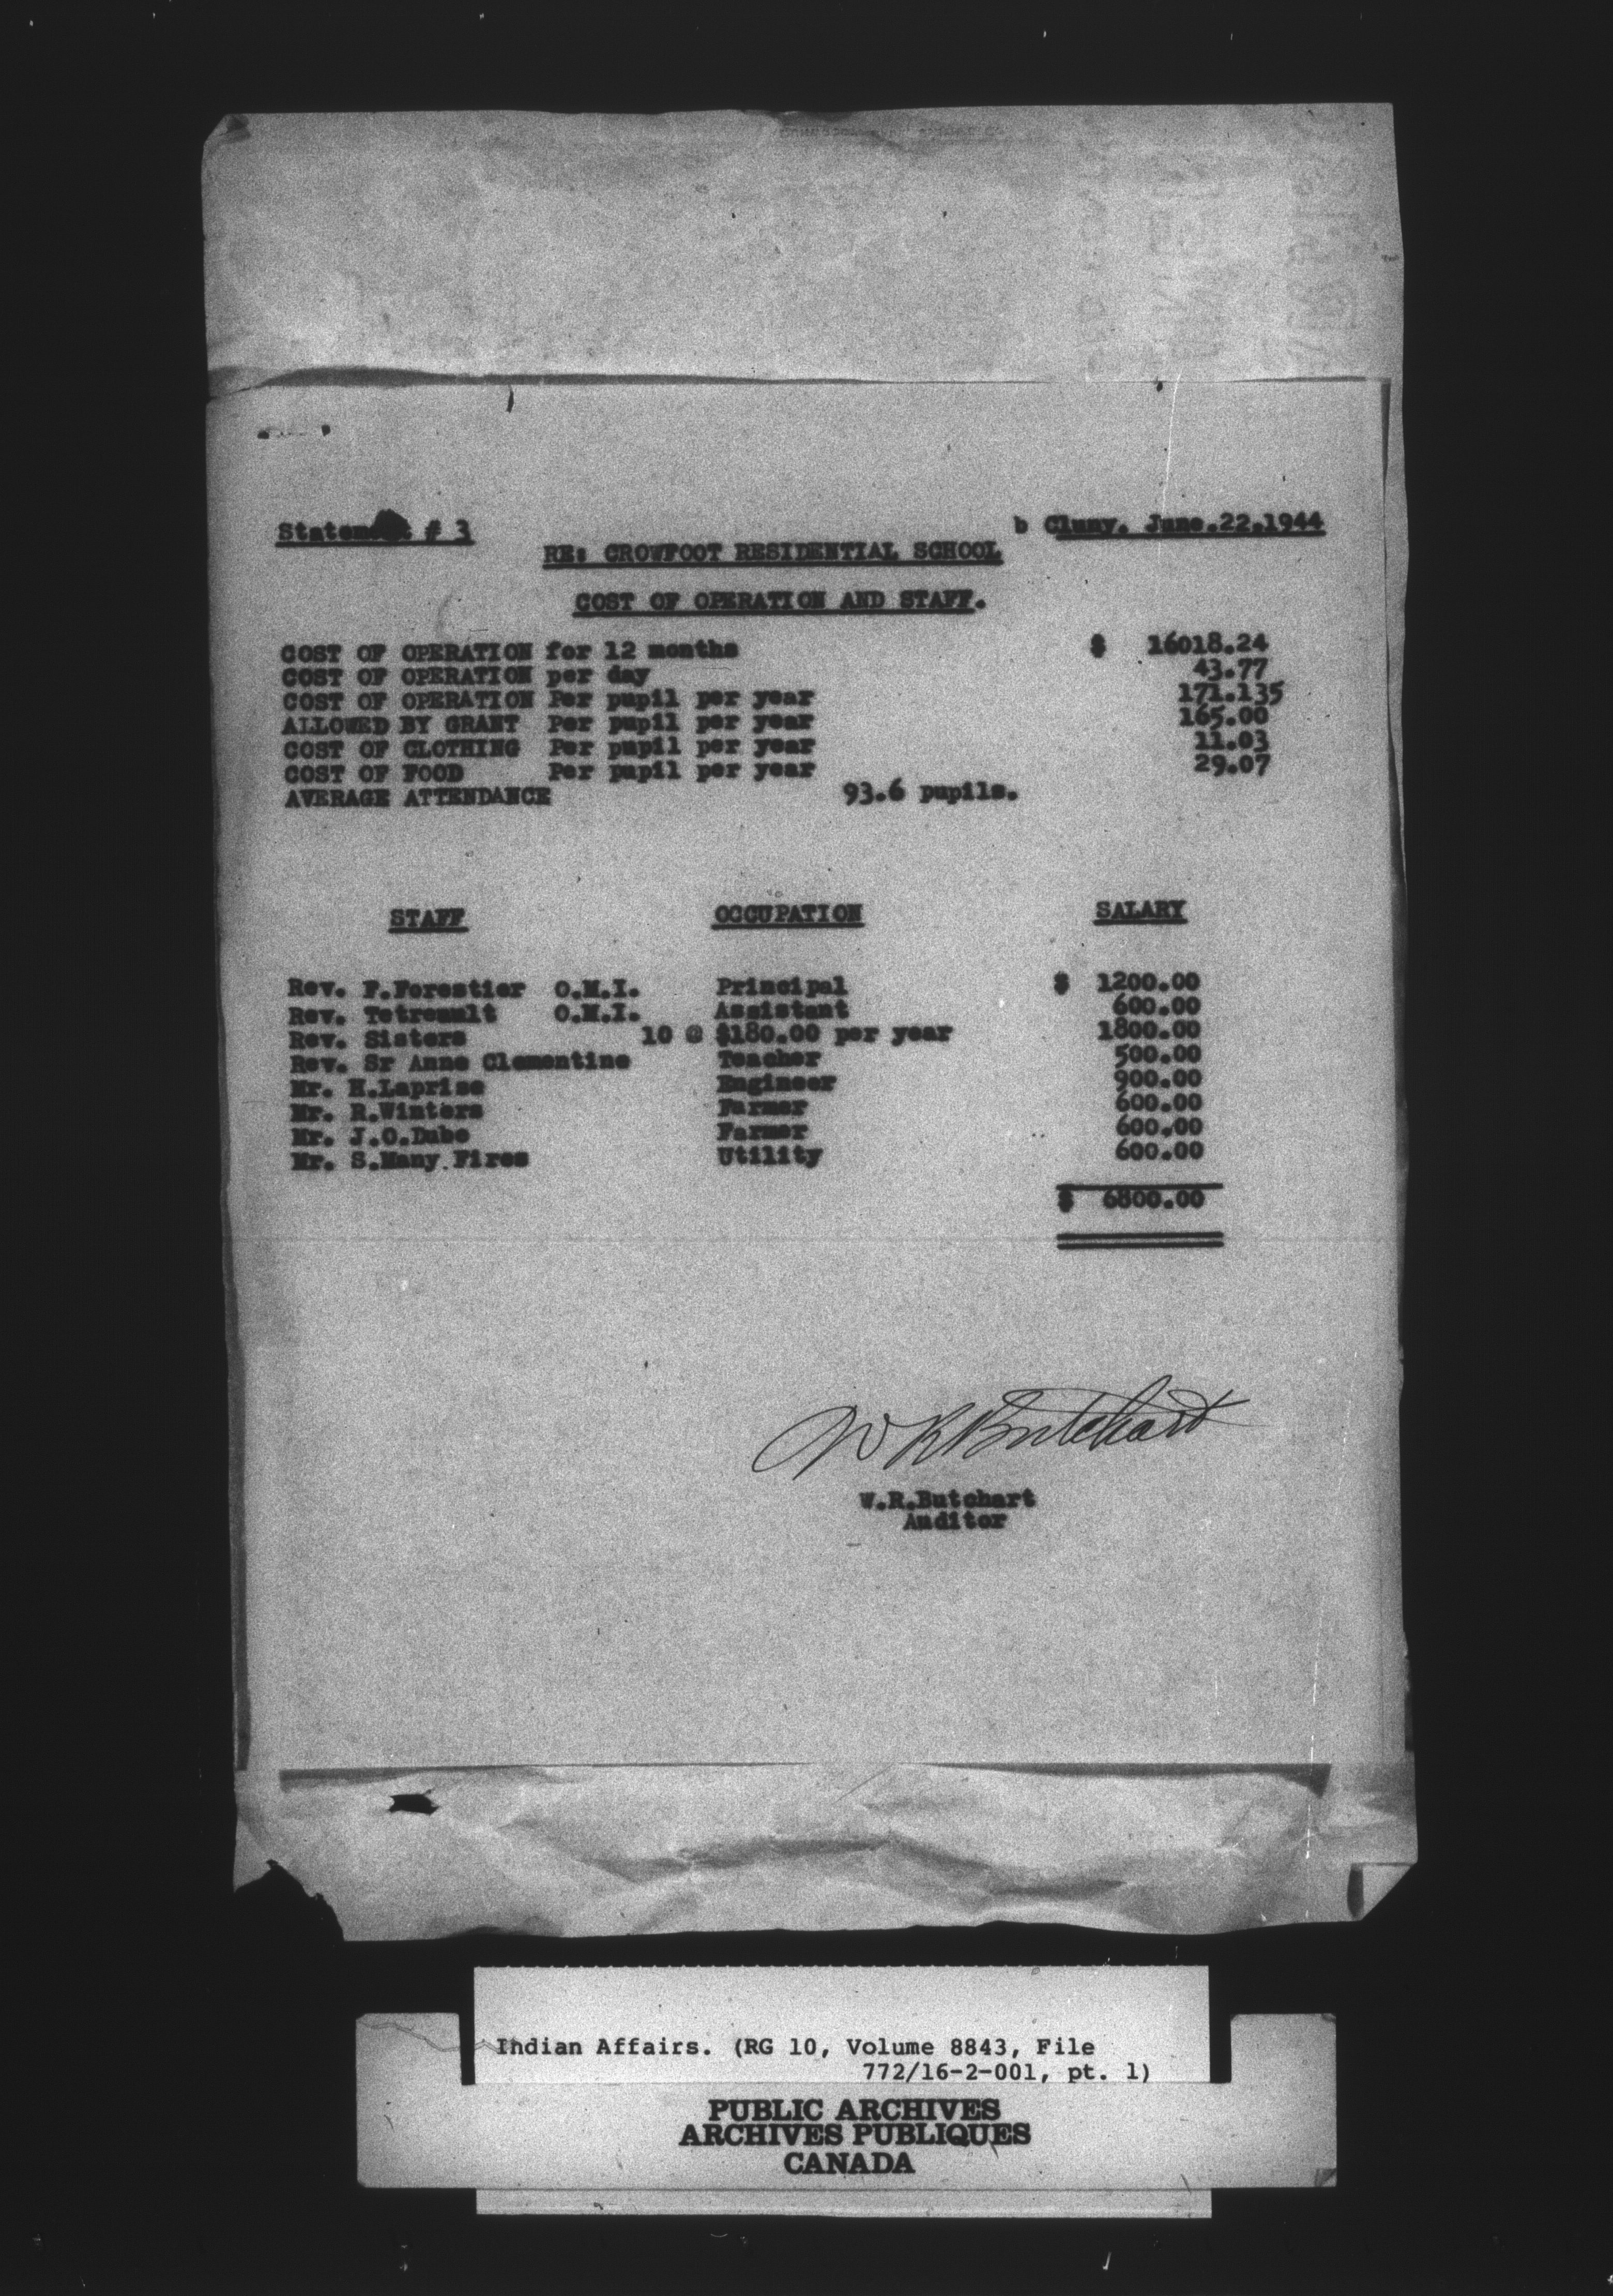 Statement # 3
b Cluny. June.22.1944
RE: CROWFOOT RESIDENTIAL SCHOOL
COST OF OPERATION AND STAFF.
COST OF OPERATION for 12 months $ 16018.24
COST OF OPERATION per day 43.77
COST OF OPERATION Per pupil per year 171.135
ALLOWED BY GRANT Per pupil per year 165.00
COST OF CLOTHING Per pupil per year 11.03
COST OF FOOD Per pupil per year 29.07
AVERAGE ATTENDANCE 93.6 pupils.
STAFF OCCUPATION SALARY
Rev. F.Forestier O.M.I. Principal $ 1200.00
Rev. Tetreault O.M.I. Assistant 600.00
Rev. Sisters 10 @ $180.00 per year 1800.00
Rev. Sr Anne Clementine Teacher 500.00
Mr. H.Laprise Engineer 900.00
Mr. R.Winters Farmer 600.00
Mr. J.O.Dube Farmer 600.00
Mr. S.Many Fires Utility 600.00
$ 6800.00
W R Butchart
W.R.Butchart
Auditor
Indian Affairs. (RG 10, Volume 8843, File
772/16-2-001, pt. 1)
PUBLIC ARCHIVES
ARCHIVES PUBLIQUES
CANADA